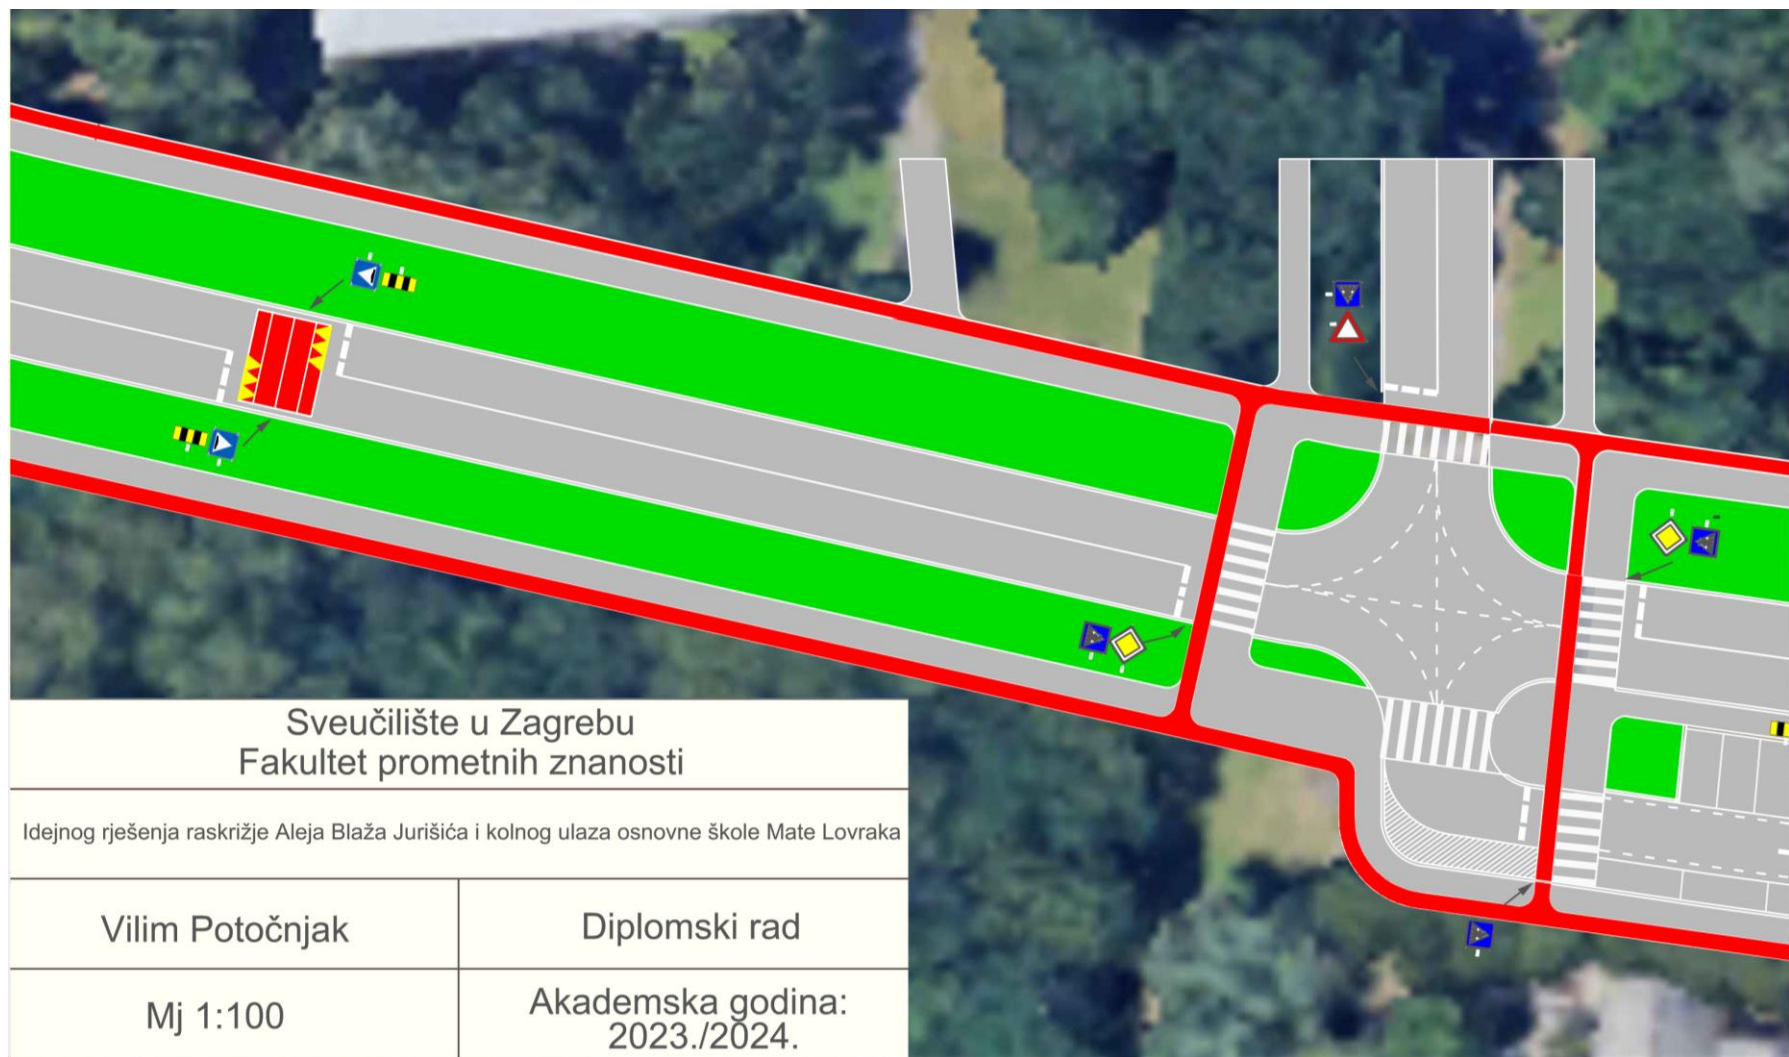 Sveučilište u Zagrebu
Fakultet prometnih znanosti
Idejnog rješenja raskrižje Aleja Blaža Jurišića i kolnog ulaza osnovne škole Mate Lovraka
Vilim Potočnjak
Diplomski rad
Mj 1:100
Akademska godina:
2023./2024.